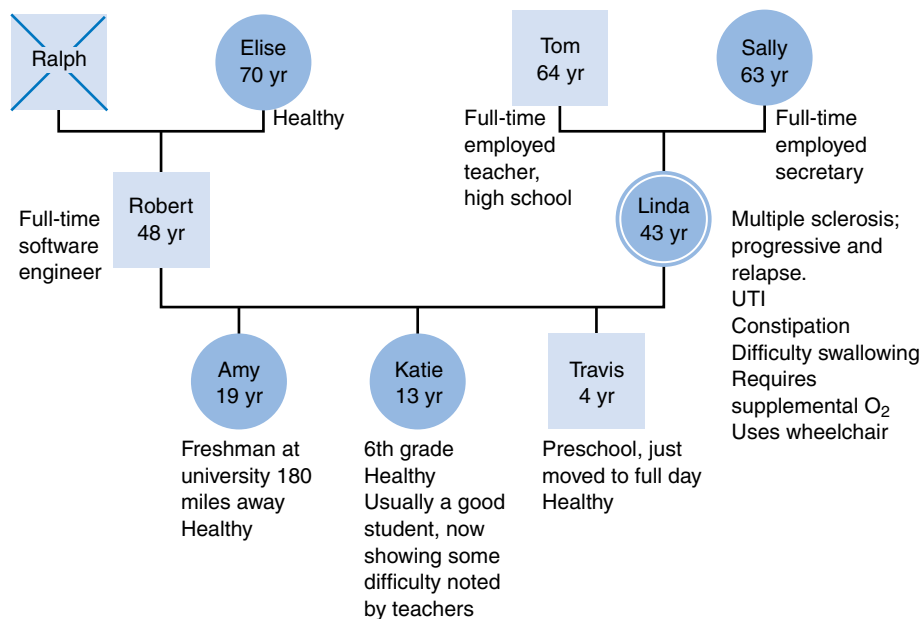 Ralph
Elise
70 yr
Healthy
Tom
64 yr
Full-time
employed
teacher,
high school
Sally
63 yr
Full-time
employed
secretary
Full-time
software
engineer
Robert
48 yr
Linda
43 yr
Multiple sclerosis;
progressive and
relapse.
UTI
Constipation
Difficulty swallowing
Requires
supplemental O₂
Uses wheelchair
Amy
19 yr
Freshman at
university 180
miles away
Healthy
Katie
13 yr
6th grade
Healthy
Usually a good
student, now
showing some
difficulty noted
by teachers
Travis
4 yr
Preschool, just
moved to full day
Healthy